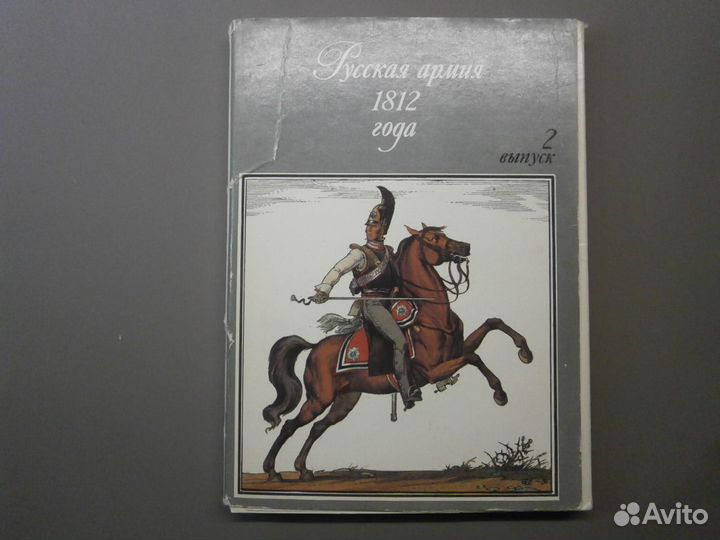 Русская армия
1812
года
2
выпуск
Avito